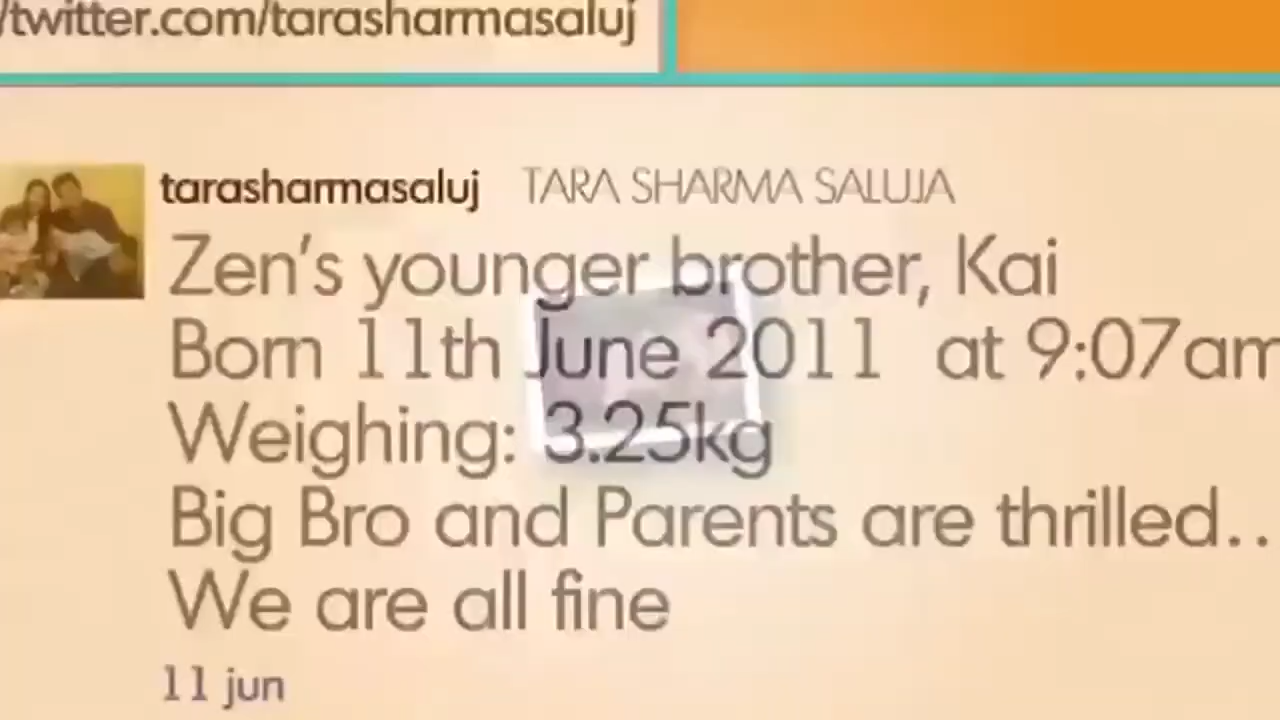 /twitter.com/tarasharmasaluj
tarasharmasaluj TARA SHARMA SALUJA
Zen's younger brother, Kai
Born 11th June 2011 at 9:07am
Weighing: 3.25kg
Big Bro and Parents are thrilled..
We are all fine
11 jun